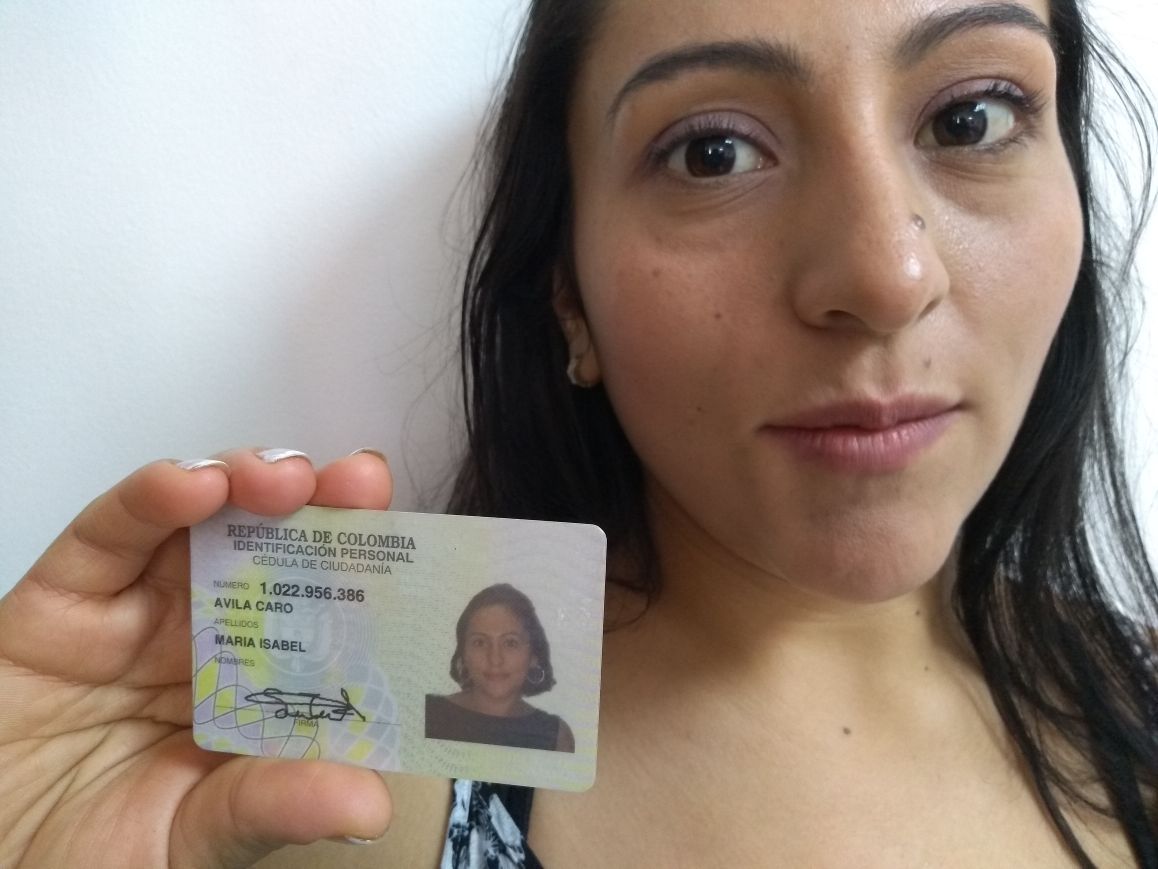 REPÚBLICA DE COLOMBIA
IDENTIFICACIÓN PERSONAL
CÉDULA DE CIUDADANÍA
NUMERO 1.022.956.386
AVILA CARO
APELLIDOS
MARIA ISABEL
NOMBRES
FIRMA